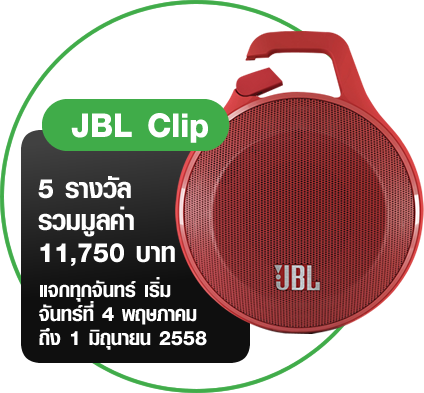 JBL Clip
5 รางวัล
รวมมูลค่า
11,750 บาท
แจกทุกจันทร์ เริ่ม
จันทร์ที่ 4 พฤษภาคม
ถึง 1 มิถุนายน 2558
JBL